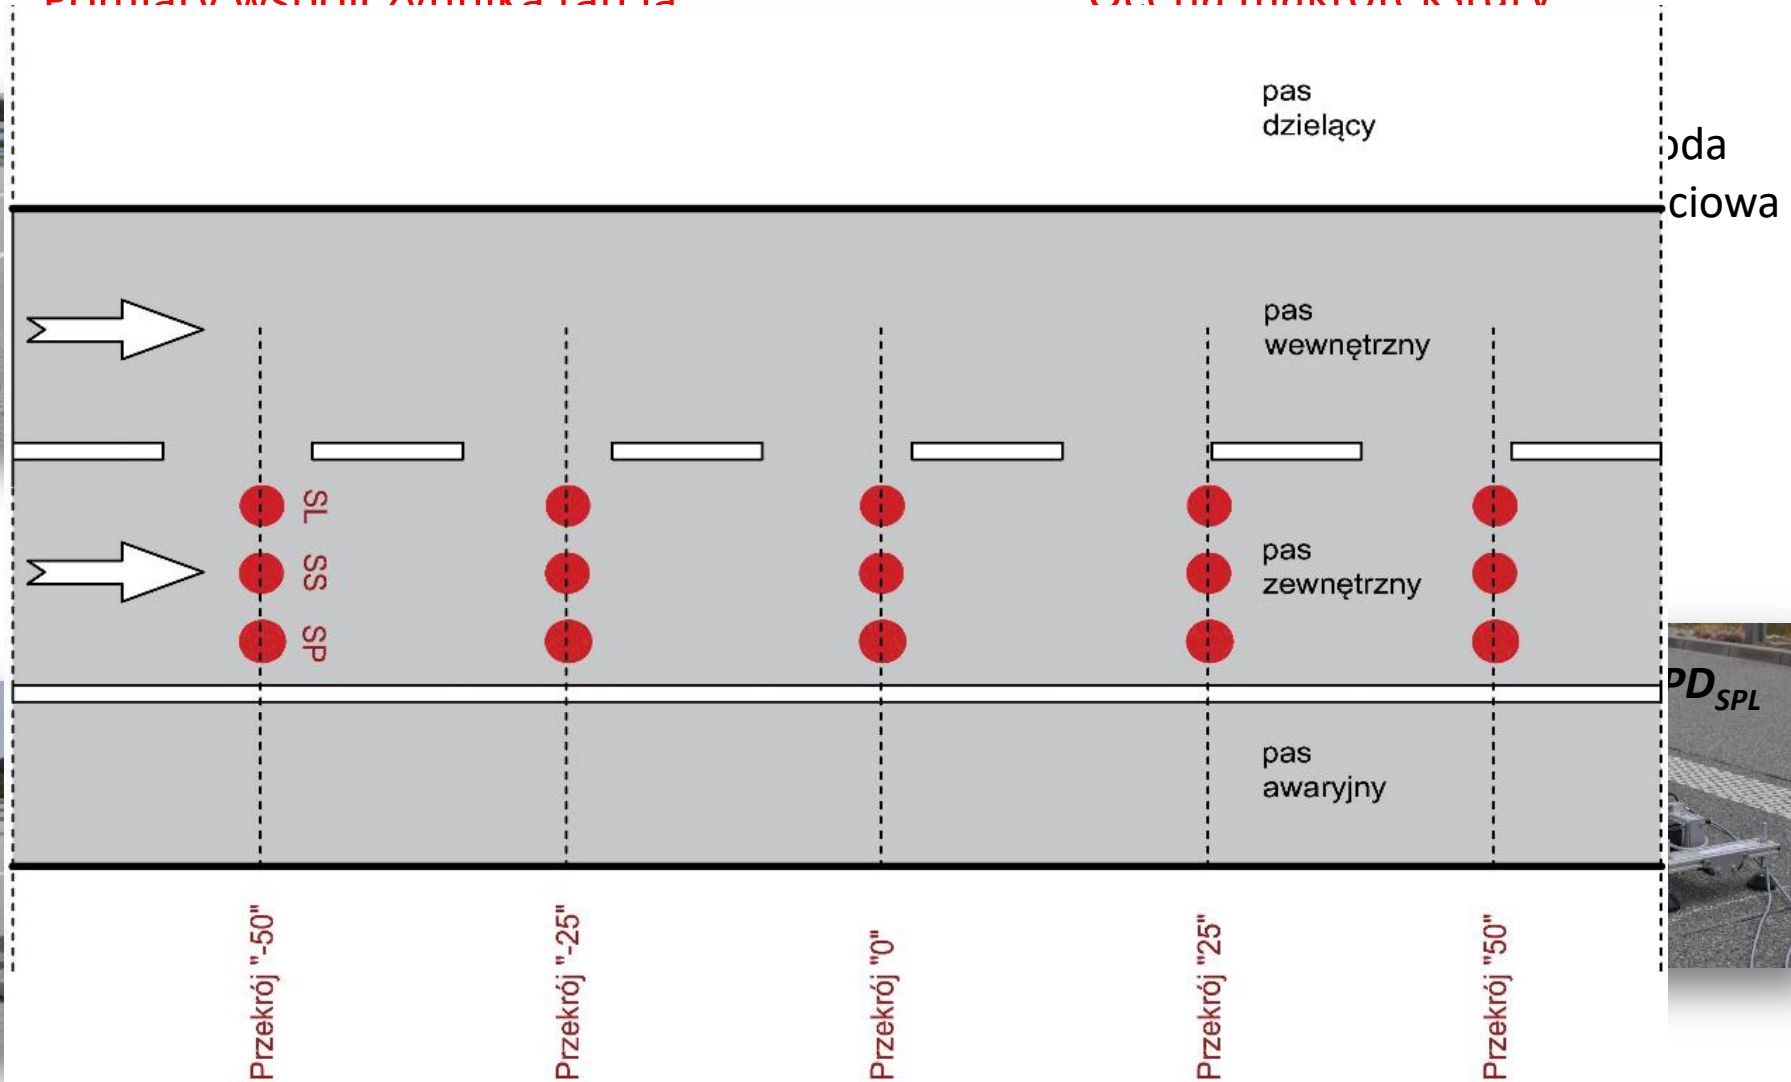 pas
dzielący
pas
wewnętrzny
SL
SS
SP
pas
zewnętrzny
PD_SPL
pas
awaryjny
Przekrój "-50"
Przekrój "-25"
Przekrój "0"
Przekrój "25"
Przekrój "50"